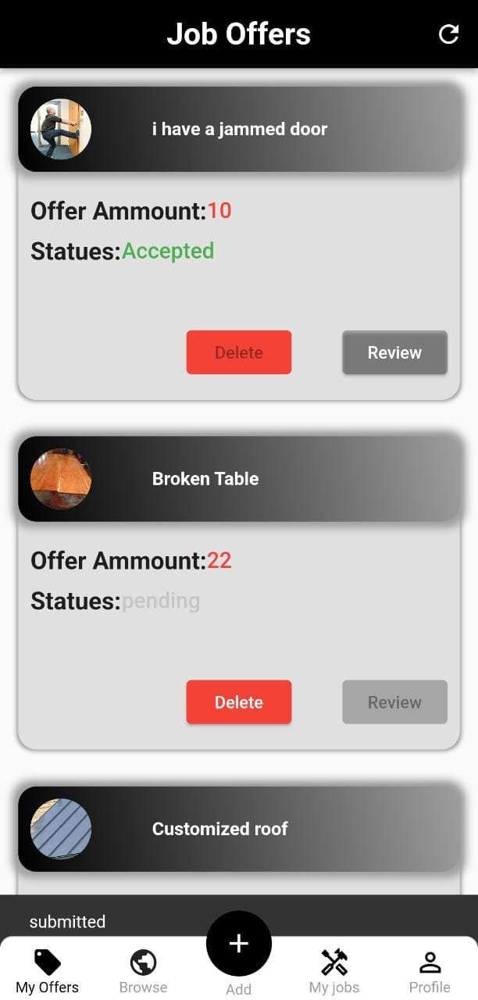 Job Offers
i have a jammed door
Offer Ammount:10
Statues:Accepted
Delete Review
Broken Table
Offer Ammount:22
Statues:pending
Delete Review
Customized roof
submitted
My Offers Browse Add My jobs Profile